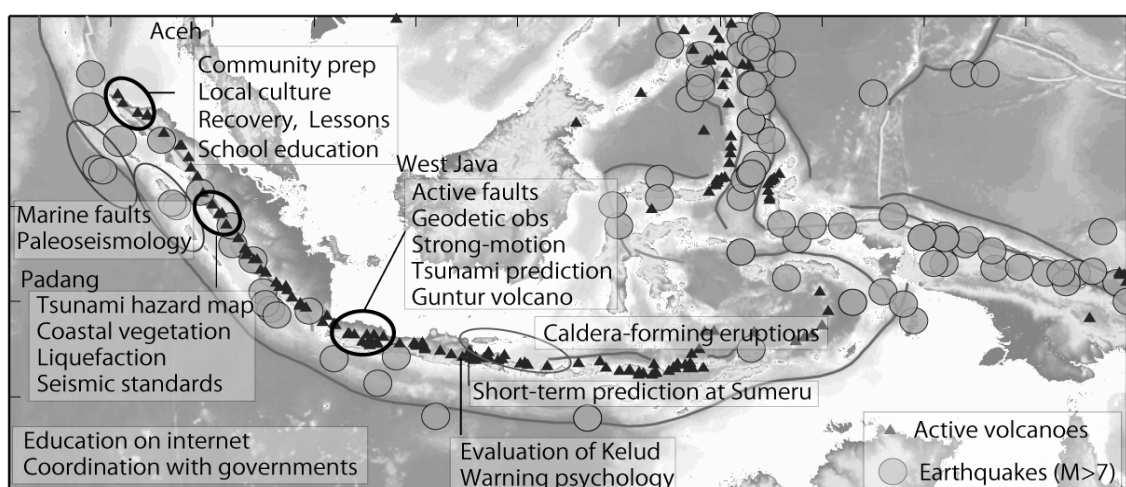 Aceh
Community prep
Local culture
Recovery, Lessons
School education
West Java
Active faults
Geodetic obs
Strong-motion
Tsunami prediction
Guntur volcano
Marine faults
Paleoseismology
Padang
Tsunami hazard map
Coastal vegetation
Liquefaction
Seismic standards
Caldera-forming eruptions
Short-term prediction at Sumeru
Education on internet
Coordination with governments
Evaluation of Kelud
Warning psychology
Active volcanoes
Earthquakes (M>7)